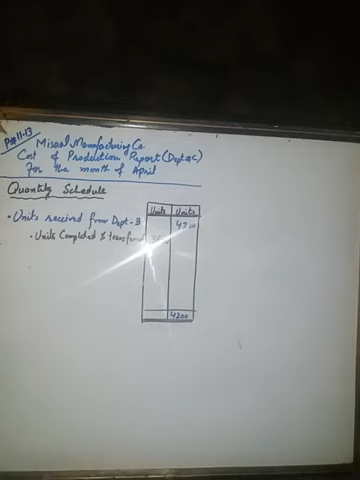 P# 11-13
Misaal Manufacturing Co
Cost of Production Report (Dept-C)
For the month of April
Quantity Schedule
Units Units
• Units received from Dept-B 4200
• Units Completed & transferred
4200